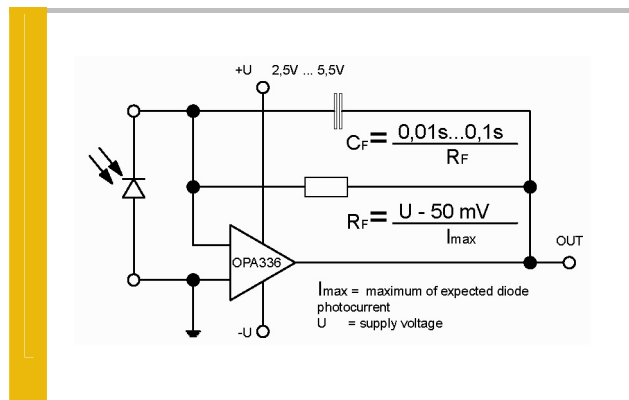 +U 2,5V ... 5,5V
CF= 0,01s...0,1s
RF
RF= U - 50 mV
Imax
OUT
OPA336
Imax = maximum of expected diode
photocurrent
U = supply voltage
-U